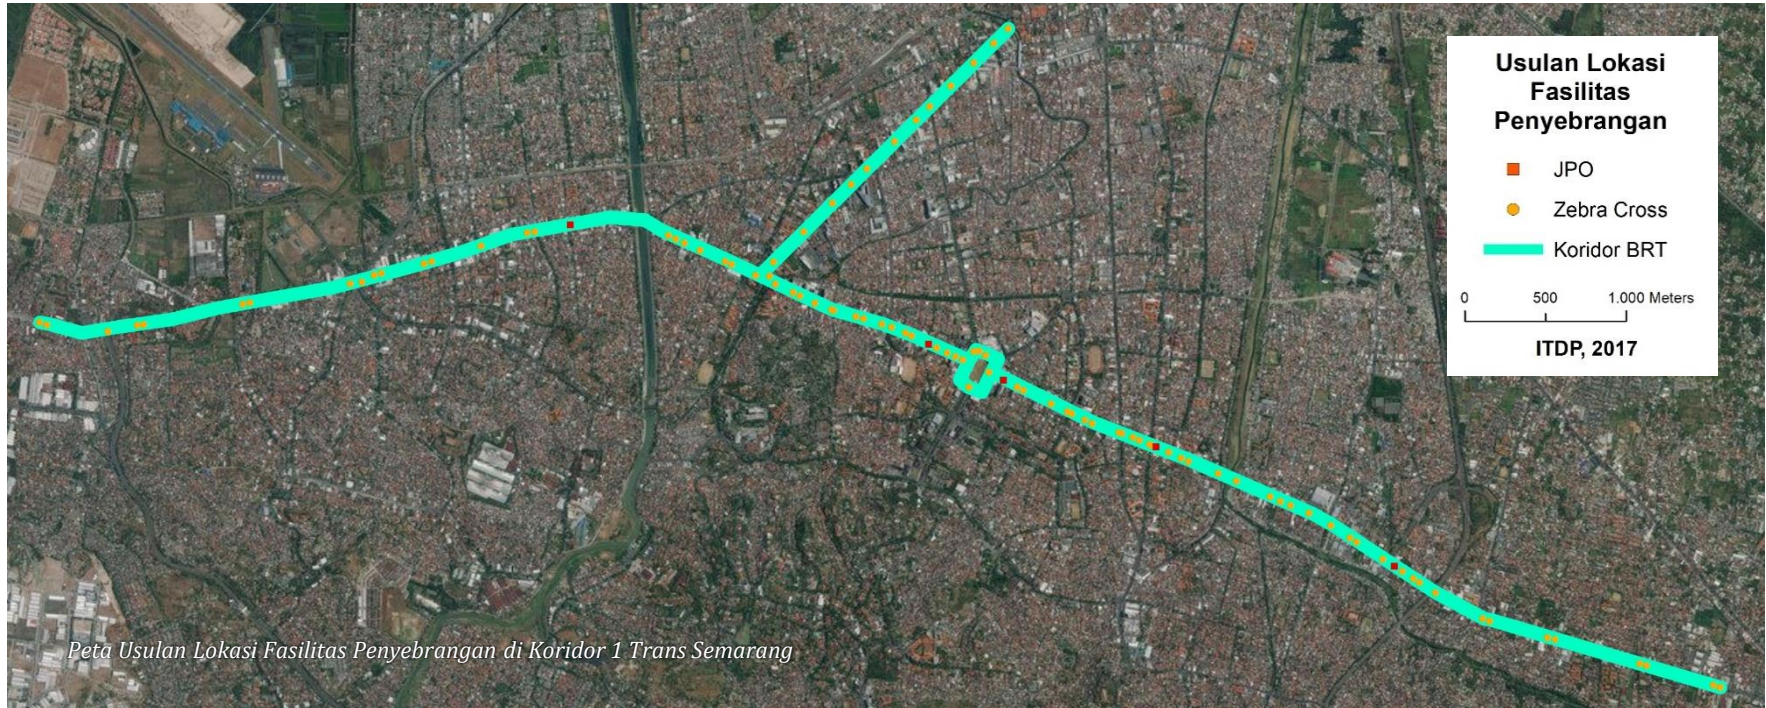 Usulan Lokasi
Fasilitas
Penyebrangan
JPO
Zebra Cross
Koridor BRT
0 500 1.000 Meters
ITDP, 2017
Peta Usulan Lokasi Fasilitas Penyebrangan di Koridor 1 Trans Semarang